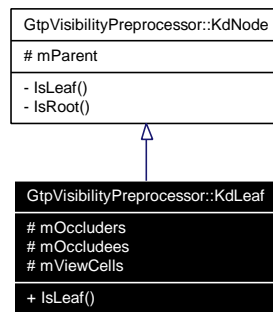 GtpVisibilityPreprocessor::KdNode
# mParent
- IsLeaf()
- IsRoot()
GtpVisibilityPreprocessor::KdLeaf
# mOccluders
# mOccludees
# mViewCells
+ IsLeaf()